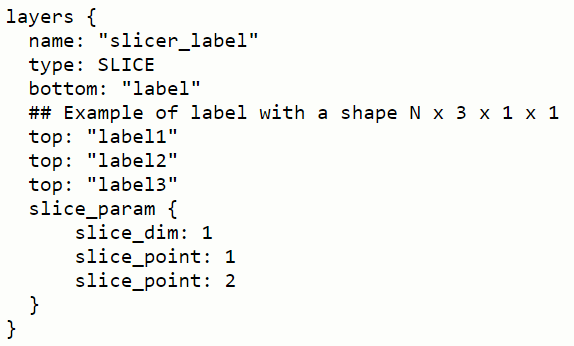 layers {
  name: "slicer_label"
  type: SLICE
  bottom: "label"
  ## Example of label with a shape N x 3 x 1 x 1
  top: "label1"
  top: "label2"
  top: "label3"
  slice_param {
      slice_dim: 1
      slice_point: 1
      slice_point: 2
  }
}